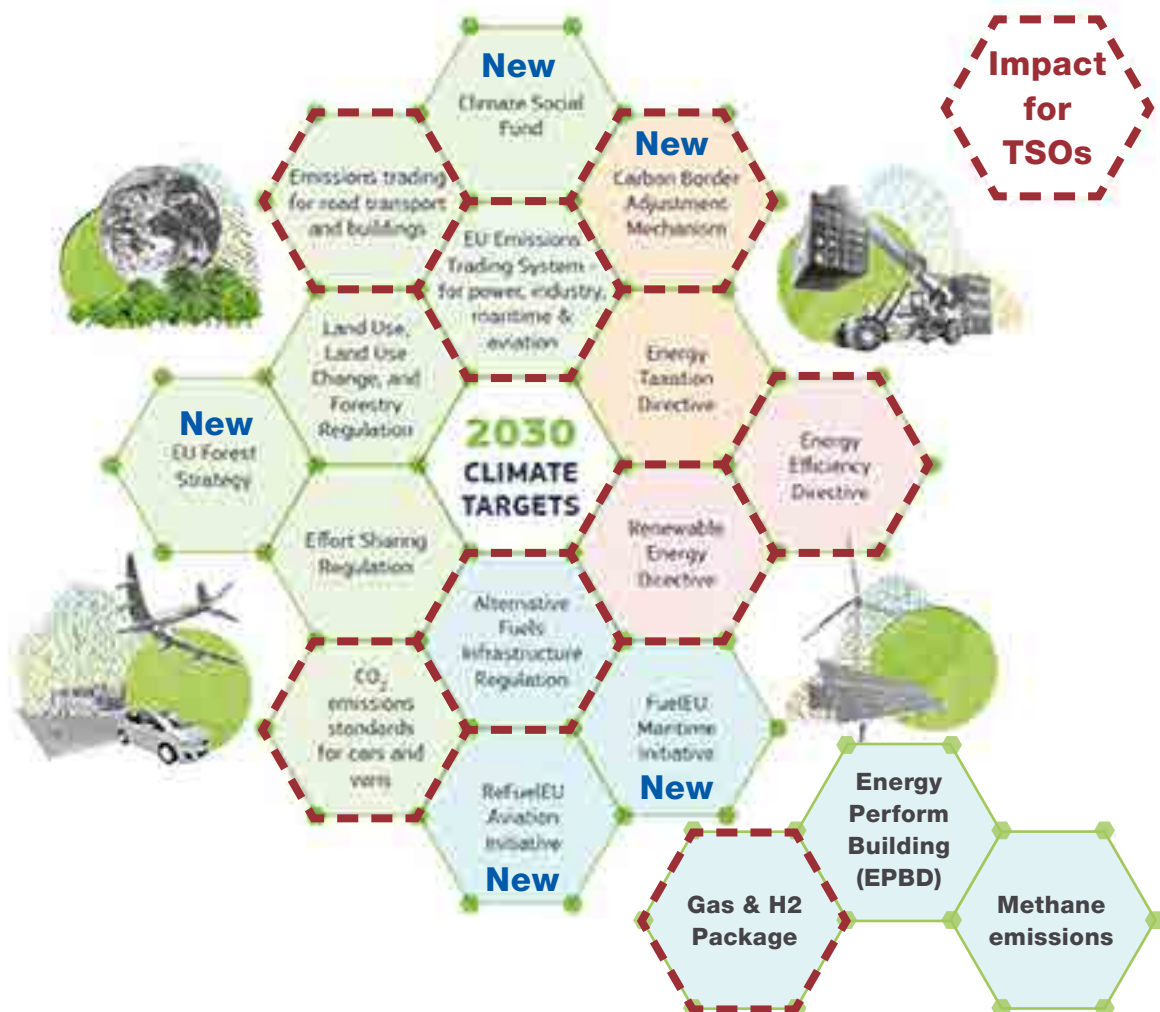 New
Climate Social
Fund
Impact
for
TSOs
Emissions trading
for road transport
and buildings
New
Carbon Border
Adjustment
Mechanism
EU Emissions
Trading System -
for power, industry,
maritime &
aviation
Land Use,
Land Use
Change, and
Forestry
Regulation
Energy
Taxation
Directive
New
EU Forest
Strategy
2030
CLIMATE
TARGETS
Energy
Efficiency
Directive
Effort Sharing
Regulation
Renewable
Energy
Directive
Alternative
Fuels
Infrastructure
Regulation
CO₂
emissions
standards
for cars and
vans
FuelEU
Maritime
Initiative
New
ReFuelEU
Aviation
Initiative
New
Energy
Perform
Building
(EPBD)
Gas & H2
Package
Methane
emissions